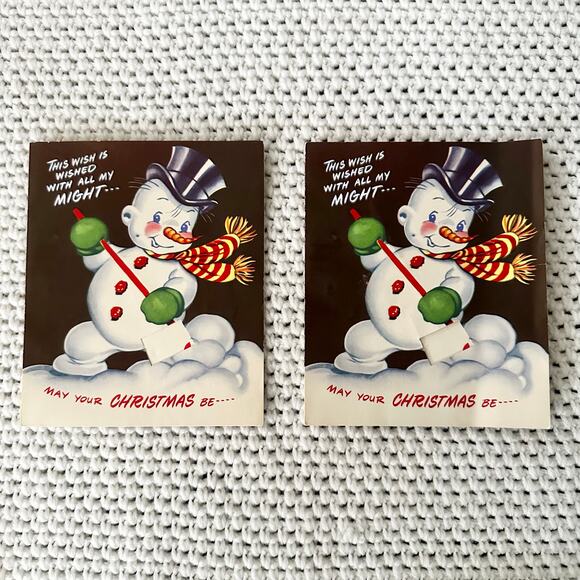 THIS WISH IS
WISHED
WITH ALL MY
MIGHT---
MAY YOUR CHRISTMAS BE----
THIS WISH IS
WISHED
WITH ALL MY
MIGHT---
MAY YOUR CHRISTMAS BE----